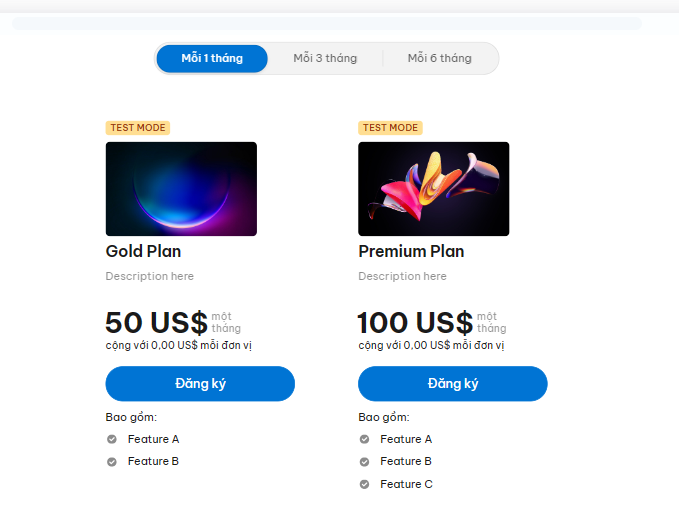 Mỗi 1 tháng
Mỗi 3 tháng
Mỗi 6 tháng
TEST MODE
Gold Plan
Description here
50 US$ một tháng
cộng với 0,00 US$ mỗi đơn vị
Đăng ký
Bao gồm:
Feature A
Feature B
TEST MODE
Premium Plan
Description here
100 US$ một tháng
cộng với 0,00 US$ mỗi đơn vị
Đăng ký
Bao gồm:
Feature A
Feature B
Feature C